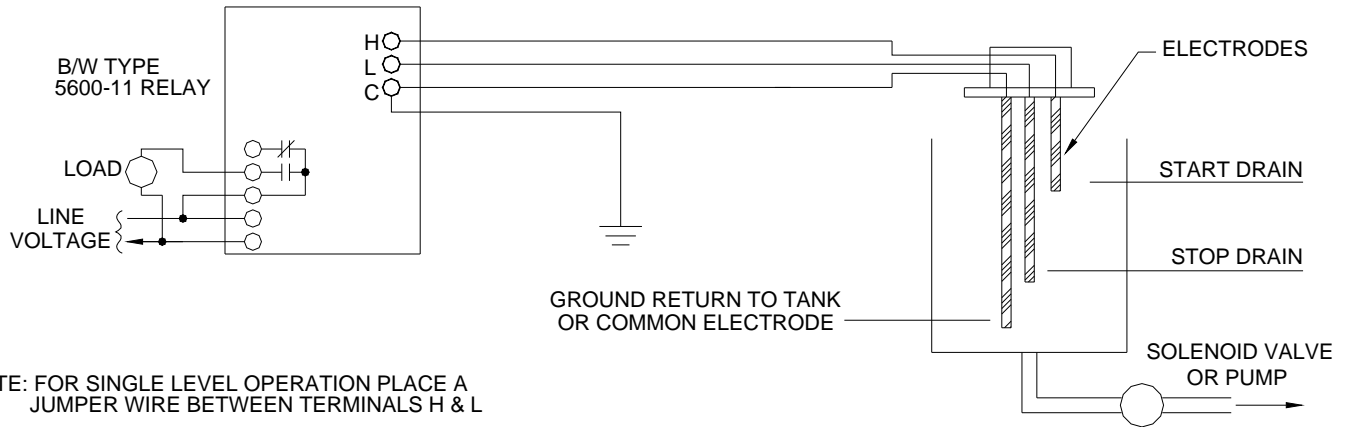 B/W TYPE
5600-11 RELAY
H
L
C
LOAD
LINE
VOLTAGE
ELECTRODES
START DRAIN
STOP DRAIN
GROUND RETURN TO TANK
OR COMMON ELECTRODE
SOLENOID VALVE
OR PUMP
TE: FOR SINGLE LEVEL OPERATION PLACE A
JUMPER WIRE BETWEEN TERMINALS H & L